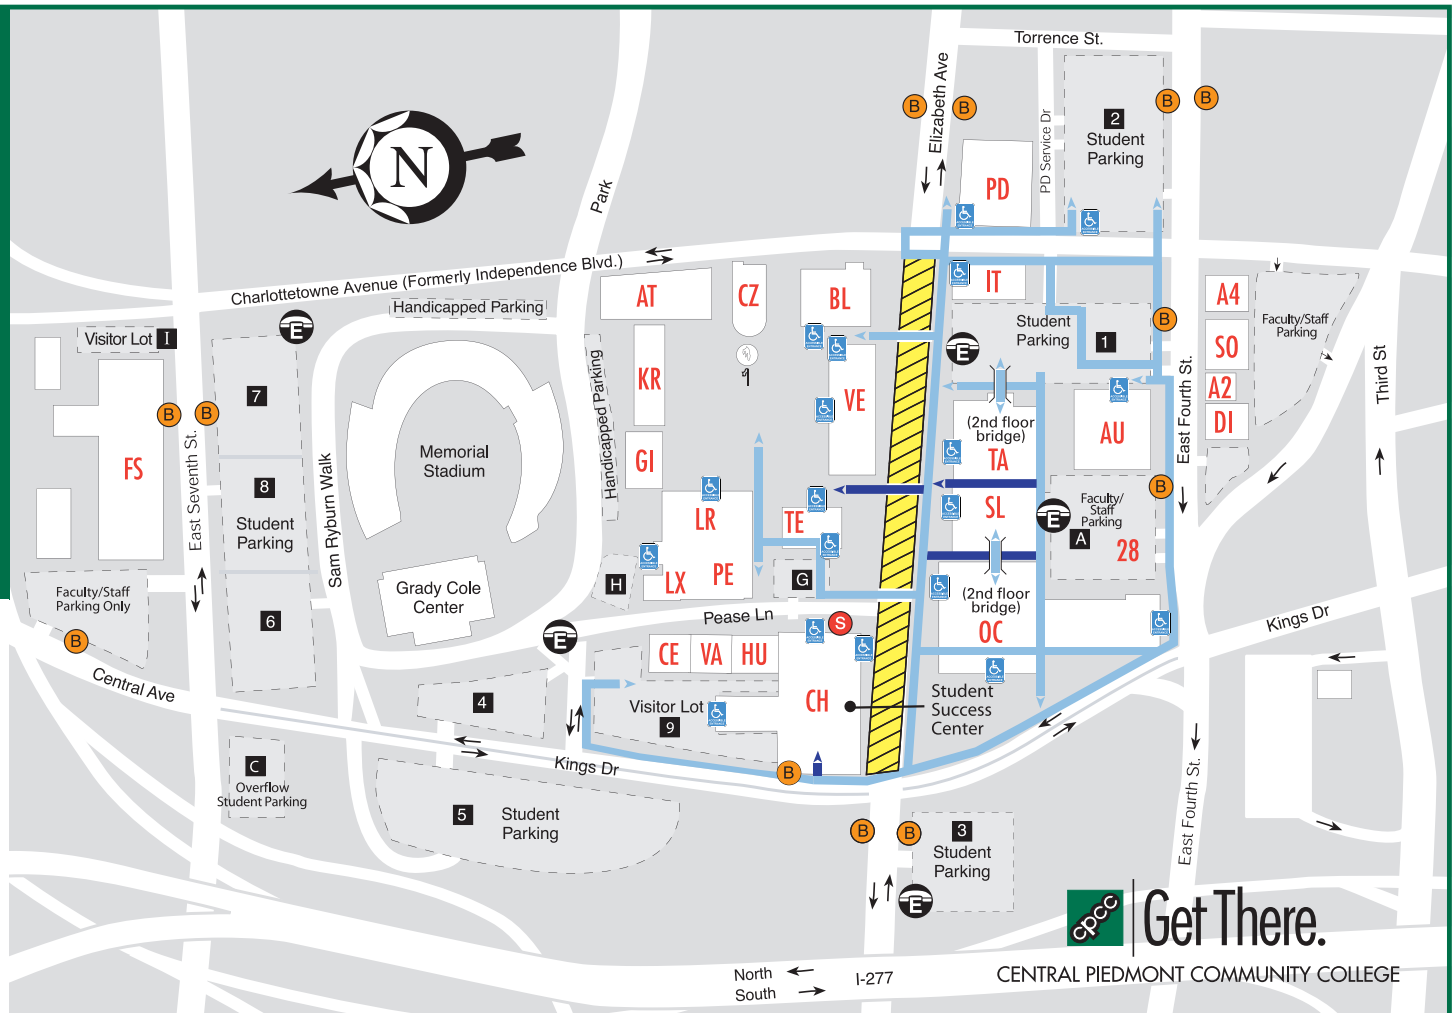 Torrence St.
Elizabeth Ave
B
B
B
B
PD Service Dr
2
Student
Parking
N
PD
Park
Charlottetowne Avenue (Formerly Independence Blvd.)
AT
CZ
BL
IT
A4
Faculty/Staff
Parking
Handicapped Parking
Visitor Lot
I
E
Student
Parking
1
B
E
SO
East Fourth St.
Third St
7
KR
VE
A2
DI
B
B
Handicapped Parking
(2nd floor
bridge)
TA
AU
Memorial
Stadium
FS
GI
East Seventh St.
8
Student
Parking
Sam Ryburn Walk
LR
TE
SL
B
Faculty/
Staff
Parking
E
A
28
LX
PE
G
H
Faculty/Staff
Parking Only
Grady Cole
Center
(2nd floor
bridge)
OC
6
B
Pease Ln
S
E
Kings Dr
CE
VA
HU
CH
Central Ave
4
Visitor Lot
9
Student
Success
Center
C
Overflow
Student Parking
Kings Dr
B
5
Student
Parking
B
B
3
Student
Parking
E
East Fourth St.
cpcc
Get There.
CENTRAL PIEDMONT COMMUNITY COLLEGE
North
South
I-277